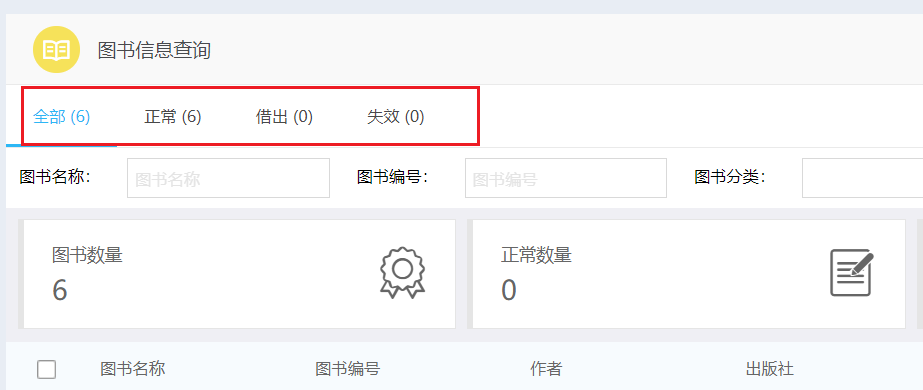 图书信息查询
全部 (6) 正常 (6) 借出 (0) 失效 (0)
图书名称: 图书名称 图书编号: 图书编号 图书分类:
图书数量 正常数量
6 0
图书名称 图书编号 作者 出版社